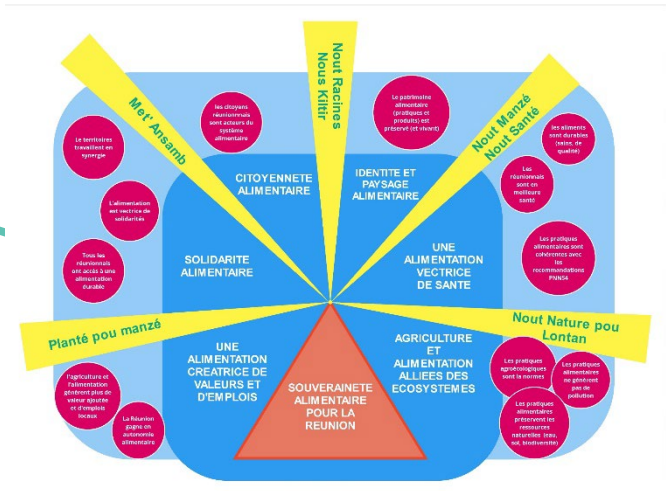 Met' Ansamb
Nout Racines
Nous Kiltir
Nout Manzé
Nout Santé
Planté pou manzé
Nout Nature pou
Lontan
les citoyens
réunionnais
sont acteurs du
système
alimentaire
Le patrimoine
alimentaire
(pratiques et
produits) est
préservé (et vivant)
Le territoires
travaillent en
synergie
L'alimentation
est vectrice de
solidarités
Tous les
réunionnais
ont accès à une
alimentation
durable
les aliments
sont durables
(sains, de
qualité)
Les
réunionnais
sont en
meilleure
santé
Les pratiques
alimentaires sont
cohérentes avec
les
recommandations
PNNS4
CITOYENNETE
ALIMENTAIRE
IDENTITE ET
PAYSAGE
ALIMENTAIRE
SOLIDARITE
ALIMENTAIRE
UNE
ALIMENTATION
VECTRICE
DE SANTE
UNE
ALIMENTATION
CREATRICE DE
VALEURS ET
D'EMPLOIS
AGRICULTURE
ET
ALIMENTATION
ALLIEES DES
ECOSYSTEMES
SOUVERAINETE
ALIMENTAIRE
POUR LA
REUNION
l'agriculture et
l'alimentation
génèrent plus de
valeur ajoutée
et d'emplois
locaux
La Réunion
gagne en
autonomie
alimentaire
Les pratiques
agroécologiques
sont la normes
Les pratiques
alimentaires
ne génèrent
pas de
pollution
Les pratiques
alimentaires
préservent les
ressources
naturelles (eau,
sol, biodiversité)